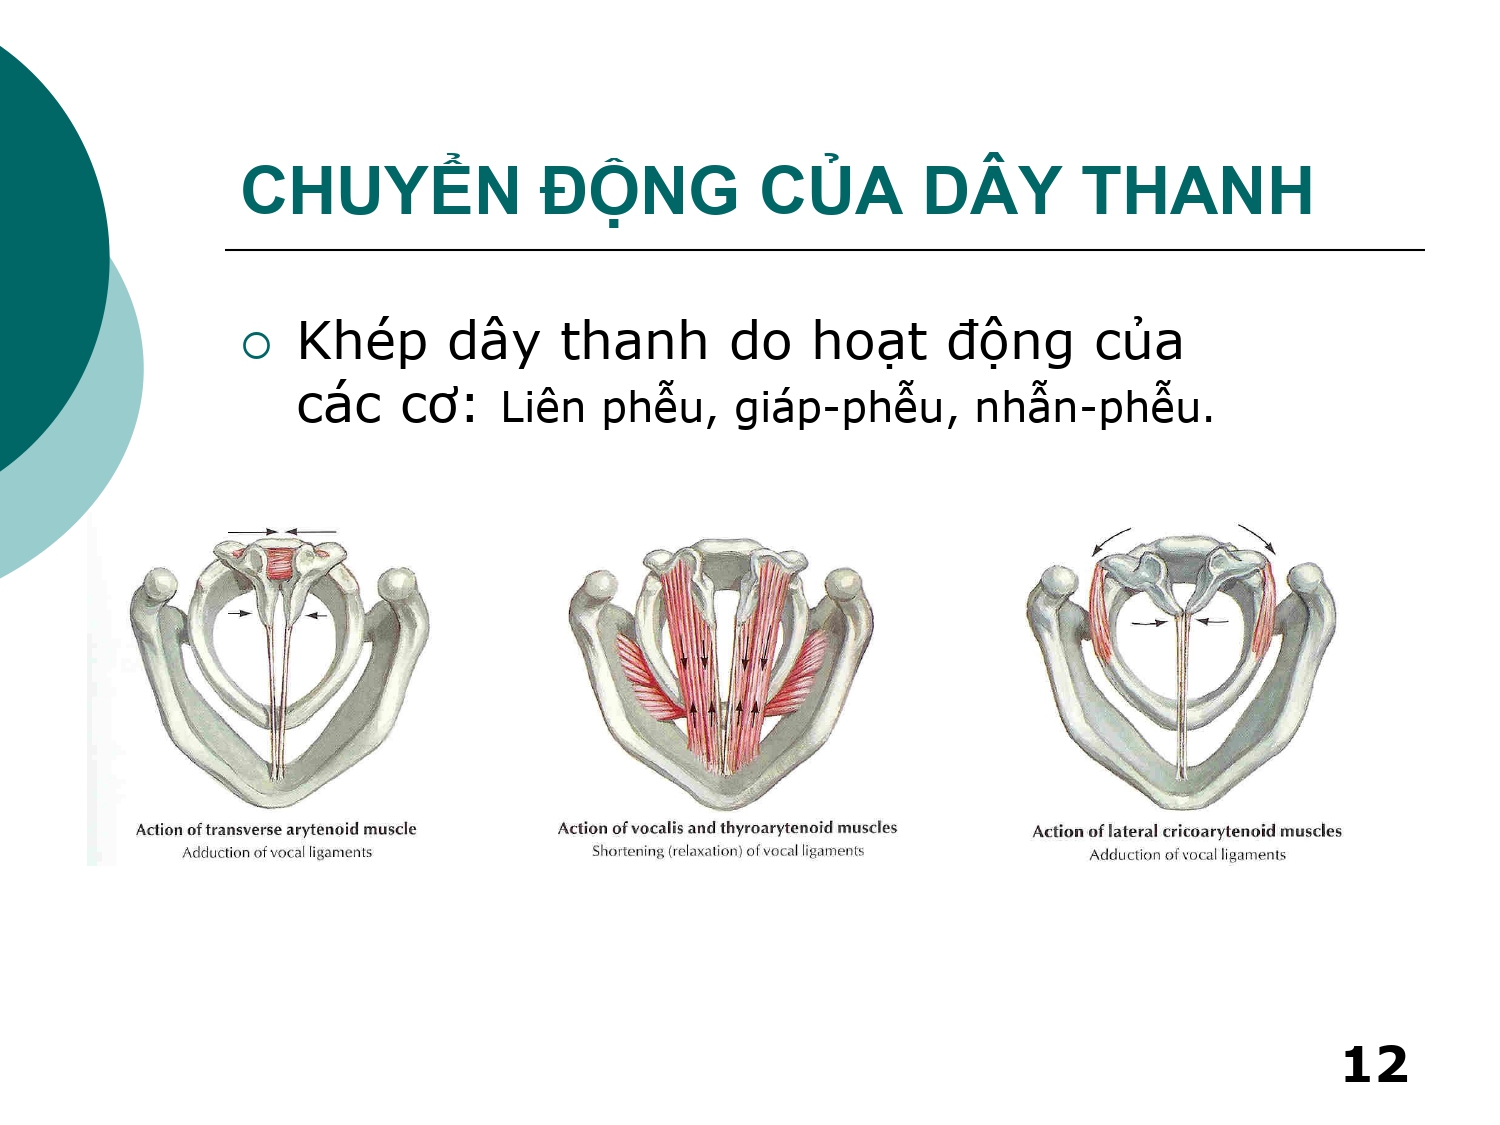 CHUYỂN ĐỘNG CỦA DÂY THANH
Khép dây thanh do hoạt động của
các cơ: Liên phễu, giáp-phễu, nhẫn-phễu.
Action of transverse arytenoid muscle
Adduction of vocal ligaments
Action of vocalis and thyroarytenoid muscles
Shortening (relaxation) of vocal ligaments
Action of lateral cricoarytenoid muscles
Adduction of vocal ligaments
12